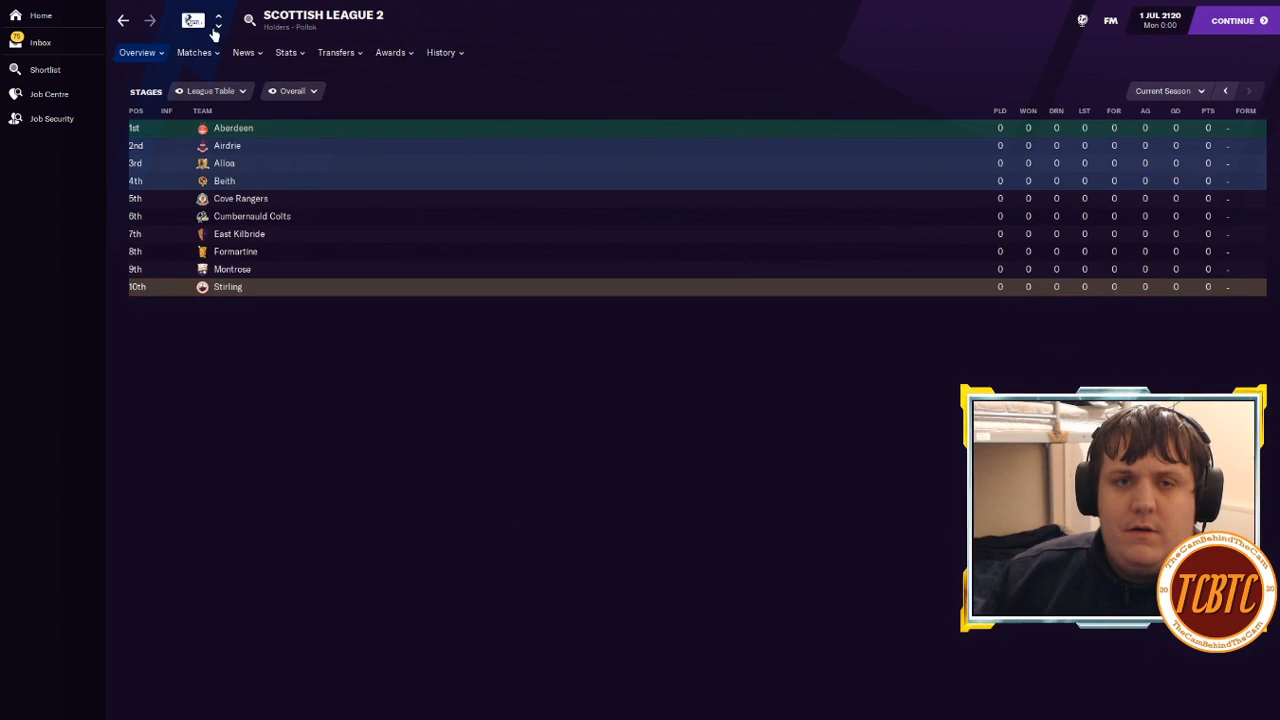 Home
75
Inbox
Shortlist
Job Centre
Job Security
SCOTTISH LEAGUE 2
Holders - Pollok
FM
1 JUL 2120
Mon 0:00
CONTINUE
Overview Matches News Stats Transfers Awards History
STAGES League Table Overall Current Season
POS INF TEAM PLD WON DRN LST FOR AG GD PTS FORM
1st Aberdeen 0 0 0 0 0 0 0 0 -
2nd Airdrie 0 0 0 0 0 0 0 0 -
3rd Alloa 0 0 0 0 0 0 0 0 -
4th Beith 0 0 0 0 0 0 0 0 -
5th Cove Rangers 0 0 0 0 0 0 0 0 -
6th Cumbernauld Colts 0 0 0 0 0 0 0 0 -
7th East Kilbride 0 0 0 0 0 0 0 0 -
8th Formartine 0 0 0 0 0 0 0 0 -
9th Montrose 0 0 0 0 0 0 0 0 -
10th Stirling 0 0 0 0 0 0 0 0 -
TheCamBehindTheCam
20 TCBTC 20
TheCamBehindTheCam